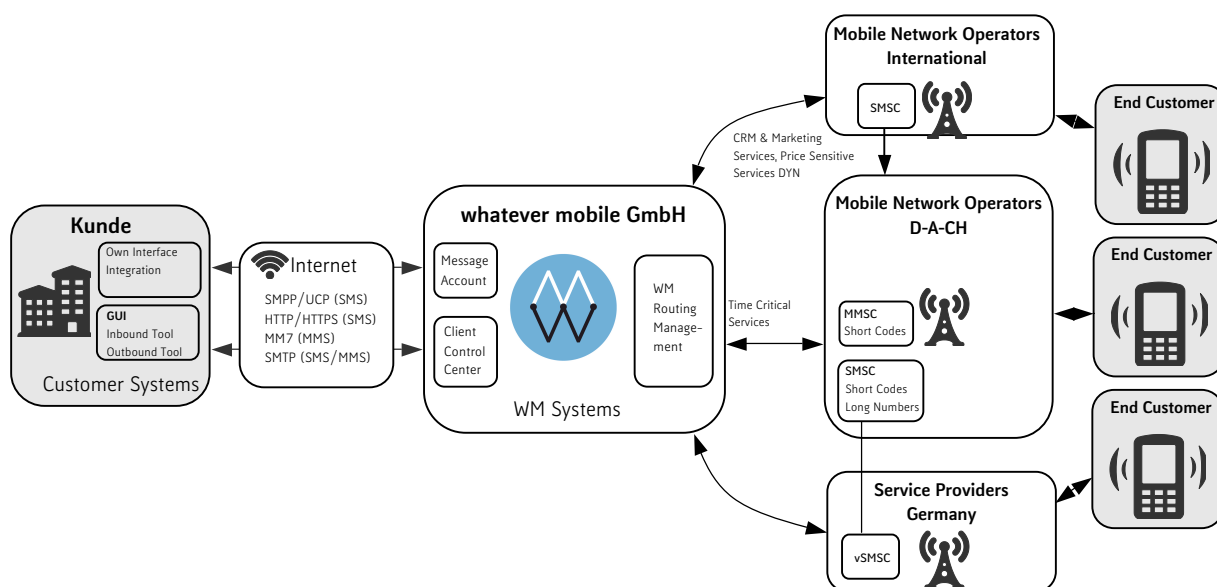 Kunde
Own Interface
Integration
GUI
Inbound Tool
Outbound Tool
Customer Systems
Internet
SMPP/UCP (SMS)
HTTP/HTTPS (SMS)
MM7 (MMS)
SMTP (SMS/MMS)
whatever mobile GmbH
Message
Account
Client
Control
Center
WM
Routing
Manage-
ment
WM Systems
CRM & Marketing
Services, Price Sensitive
Services DYN
Time Critical
Services
Mobile Network Operators
International
SMSC
Mobile Network Operators
D-A-CH
MMSC
Short Codes
SMSC
Short Codes
Long Numbers
Service Providers
Germany
vSMSC
End Customer
End Customer
End Customer